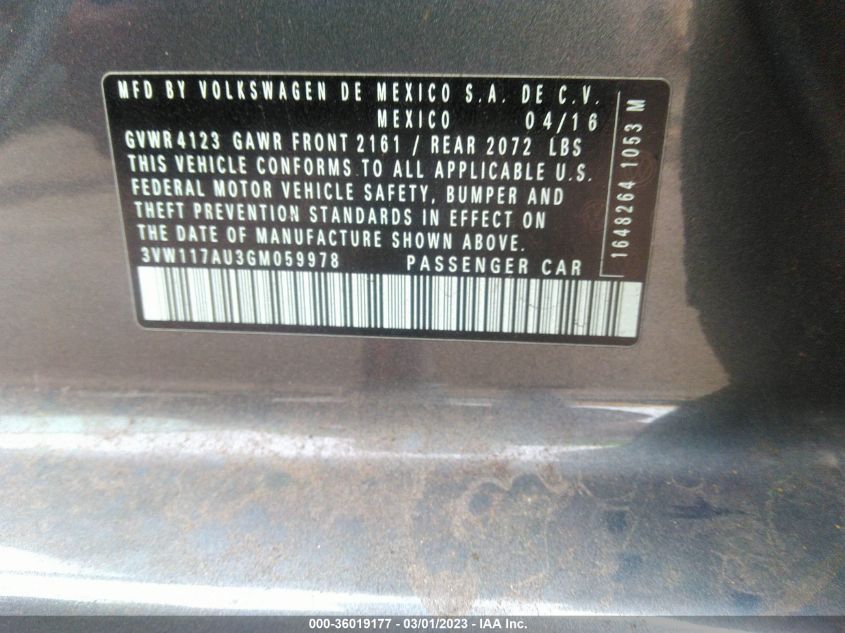 MFD BY VOLKSWAGEN DE MEXICO S.A. DE C.V.
MEXICO 04/16
GVWR 4123 GAWR FRONT 2161 / REAR 2072 LBS
THIS VEHICLE CONFORMS TO ALL APPLICABLE U.S.
FEDERAL MOTOR VEHICLE SAFETY, BUMPER AND
THEFT PREVENTION STANDARDS IN EFFECT ON
THE DATE OF MANUFACTURE SHOWN ABOVE.
3VW117AU3GM059978 PASSENGER CAR
1648264 1053 M
000-36019177 - 03/01/2023 - IAA Inc.